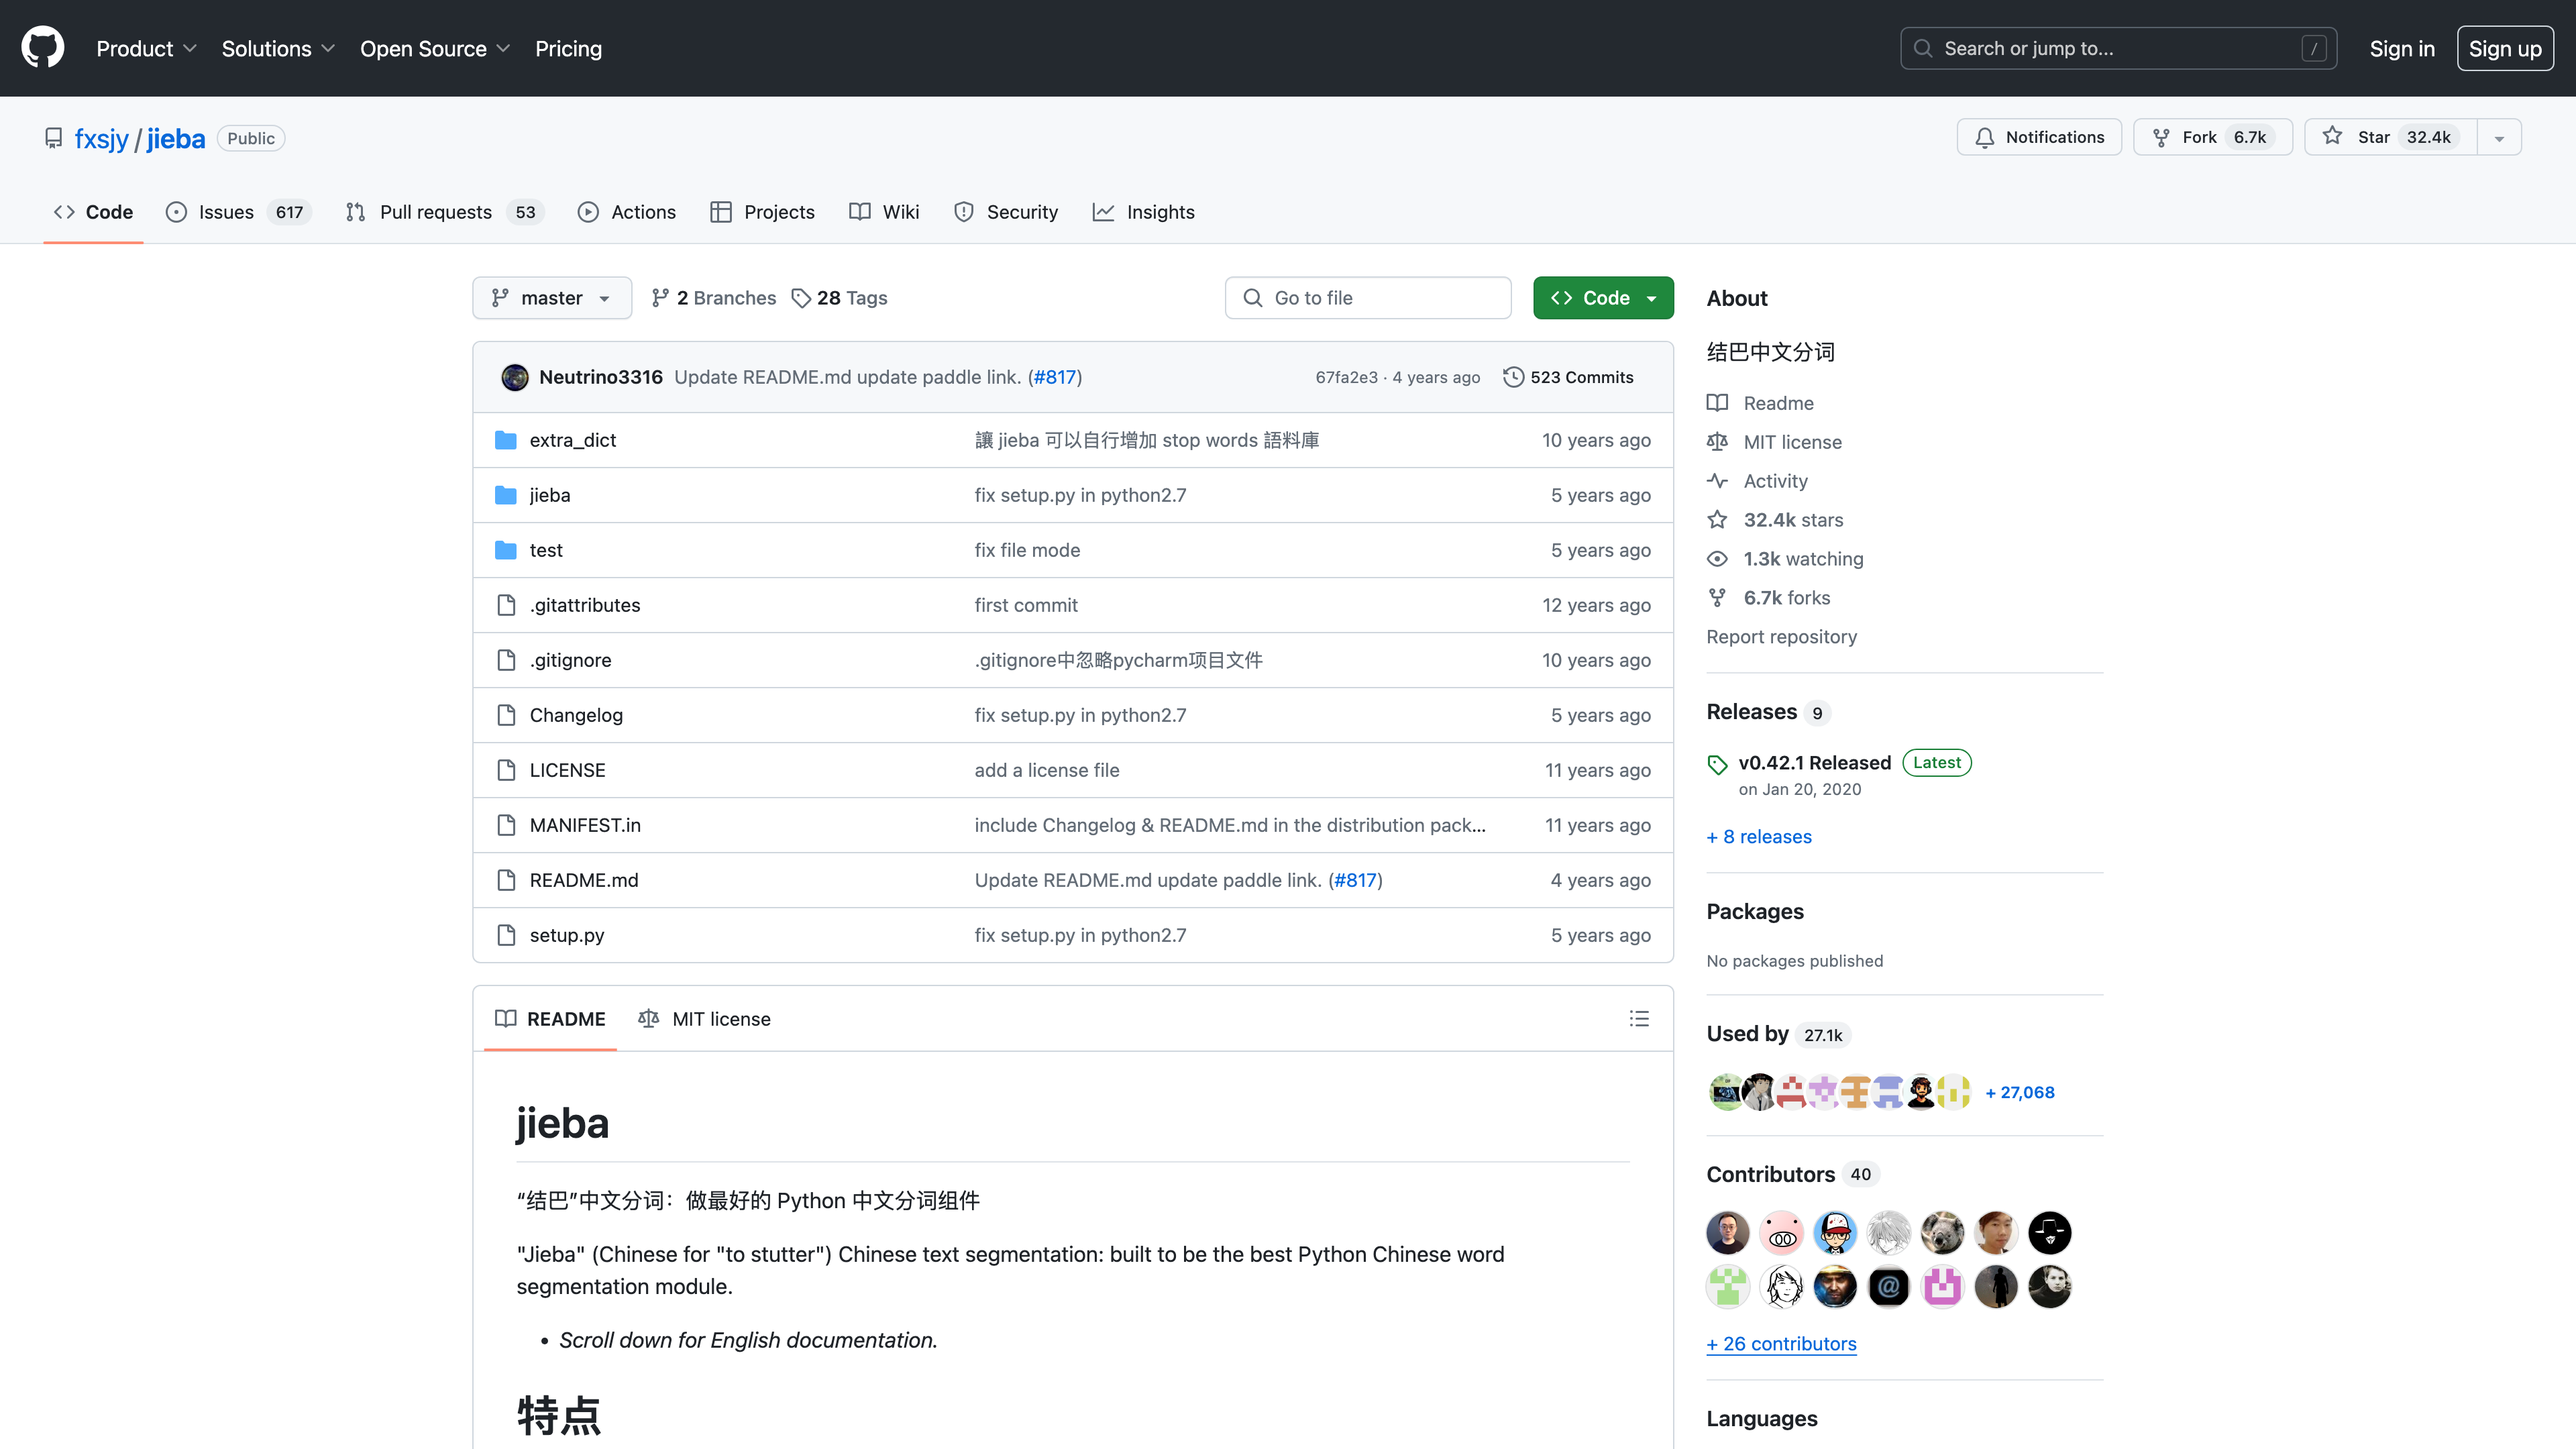 Product Solutions Open Source Pricing Search or jump to... / Sign in Sign up
fxsjy / jieba Public Notifications Fork 6.7k Star 32.4k
Code Issues 617 Pull requests 53 Actions Projects Wiki Security Insights
master 2 Branches 28 Tags Go to file Code
Neutrino3316 Update README.md update paddle link. (#817) 67fa2e3 · 4 years ago 523 Commits
extra_dict 讓 jieba 可以自行增加 stop words 語料庫 10 years ago
jieba fix setup.py in python2.7 5 years ago
test fix file mode 5 years ago
.gitattributes first commit 12 years ago
.gitignore .gitignore中忽略pycharm项目文件 10 years ago
Changelog fix setup.py in python2.7 5 years ago
LICENSE add a license file 11 years ago
MANIFEST.in include Changelog & README.md in the distribution pack... 11 years ago
README.md Update README.md update paddle link. (#817) 4 years ago
setup.py fix setup.py in python2.7 5 years ago
README MIT license
jieba
“结巴”中文分词：做最好的 Python 中文分词组件
"Jieba" (Chinese for "to stutter") Chinese text segmentation: built to be the best Python Chinese word
segmentation module.
• Scroll down for English documentation.
特点
About
结巴中文分词
Readme
MIT license
Activity
32.4k stars
1.3k watching
6.7k forks
Report repository
Releases 9
v0.42.1 Released Latest
on Jan 20, 2020
+ 8 releases
Packages
No packages published
Used by 27.1k
+ 27,068
Contributors 40
@
+ 26 contributors
Languages